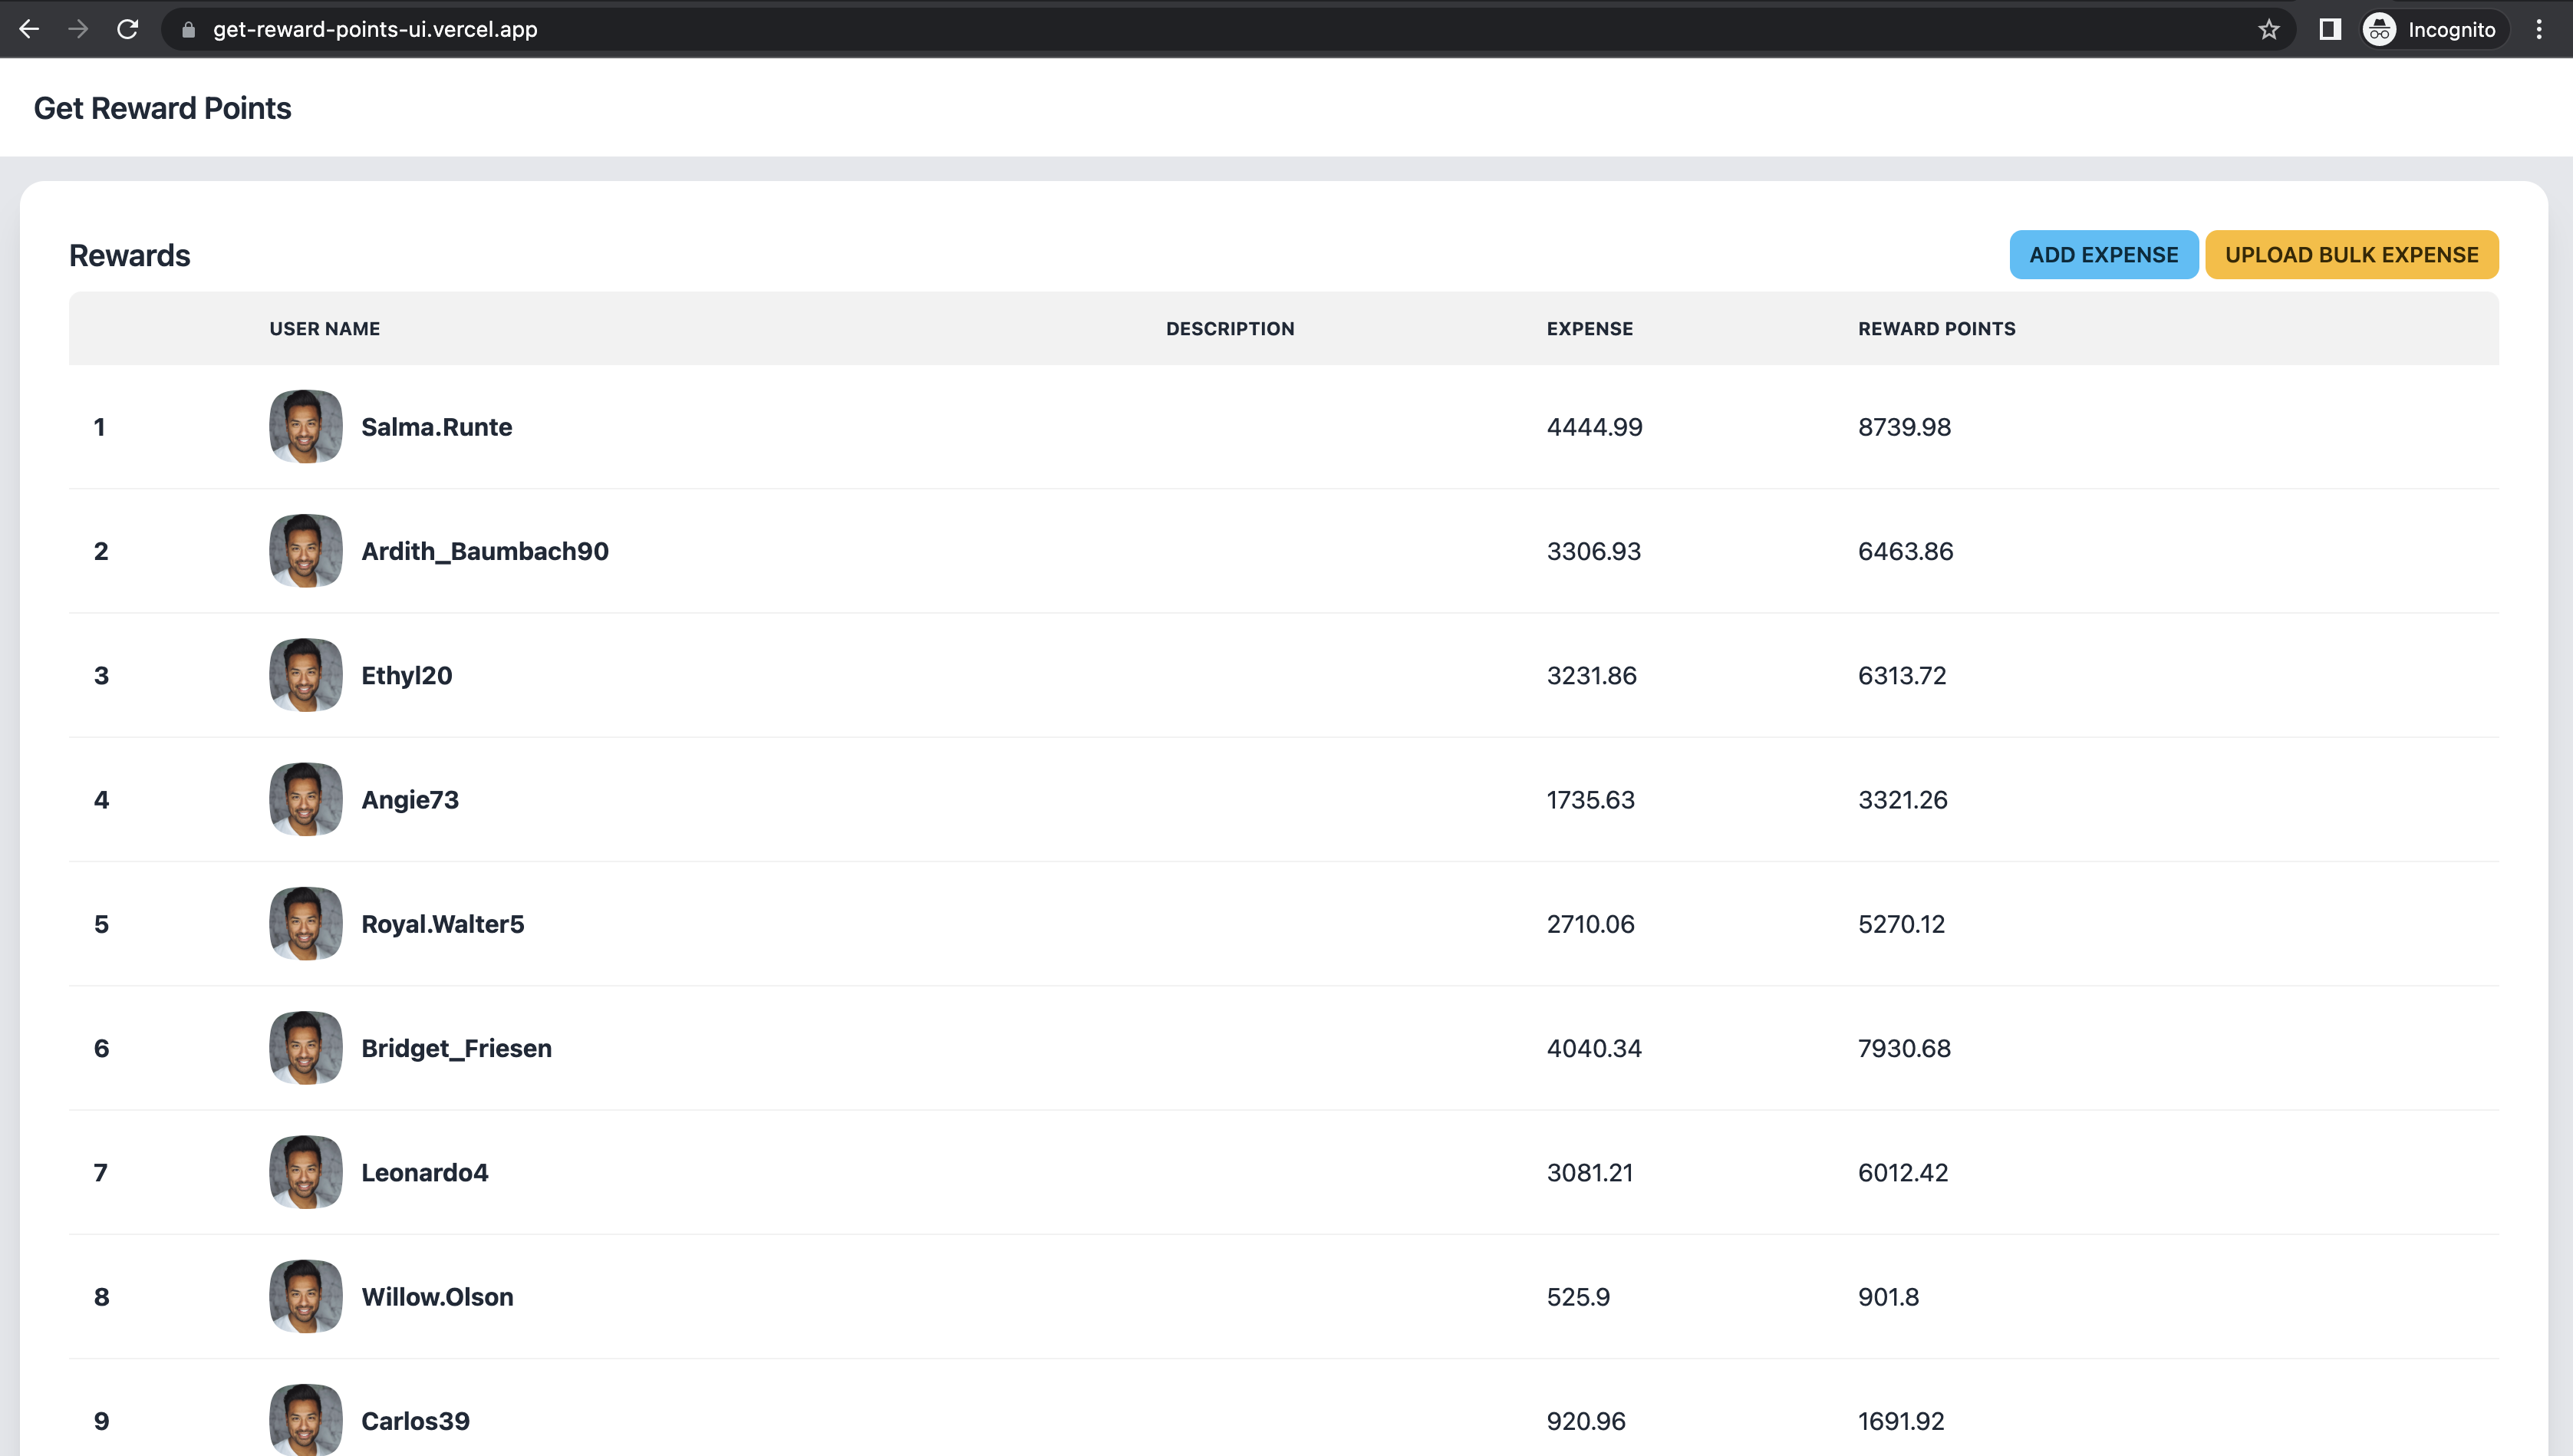 get-reward-points-ui.vercel.app Incognito
Get Reward Points
Rewards ADD EXPENSE UPLOAD BULK EXPENSE
USER NAME DESCRIPTION EXPENSE REWARD POINTS
1 Salma.Runte 4444.99 8739.98
2 Ardith_Baumbach90 3306.93 6463.86
3 Ethyl20 3231.86 6313.72
4 Angie73 1735.63 3321.26
5 Royal.Walter5 2710.06 5270.12
6 Bridget_Friesen 4040.34 7930.68
7 Leonardo4 3081.21 6012.42
8 Willow.Olson 525.9 901.8
9 Carlos39 920.96 1691.92